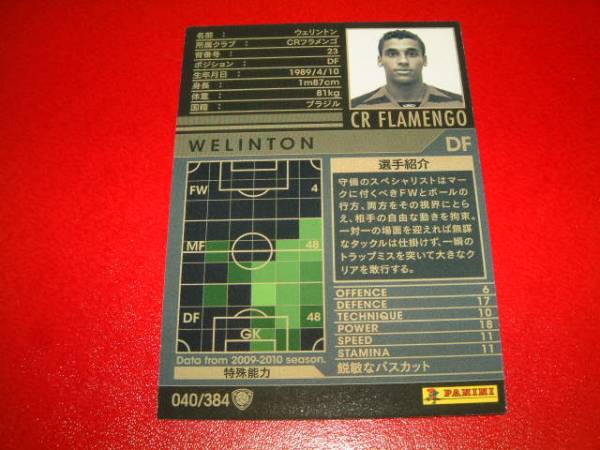 名前 : ウェリントン
所属クラブ : CRフラメンゴ
背番号 : 23
ポジション : DF
生年月日 : 1989/4/10
身長 : 1m87cm
体重 : 81kg
国籍 : ブラジル
CR FLAMENGO
WELINTON DF
FW 4
MF 48
DF 48
GK
Data from 2009-2010 season.
選手紹介
守備のスペシャリストはマー
クに付くべきFWとボールの
行方、両方をその視界にとら
え、相手の自由な動きを拘束。
一対一の場面を迎えれば無謀
なタックルは仕掛けず、一瞬の
トラップミスを突いて大きなク
リアを敢行する。
OFFENCE 6
DEFENCE 17
TECHNIQUE 10
POWER 18
SPEED 11
STAMINA 11
特殊能力
鋭敏なパスカット
040/384
PANINI